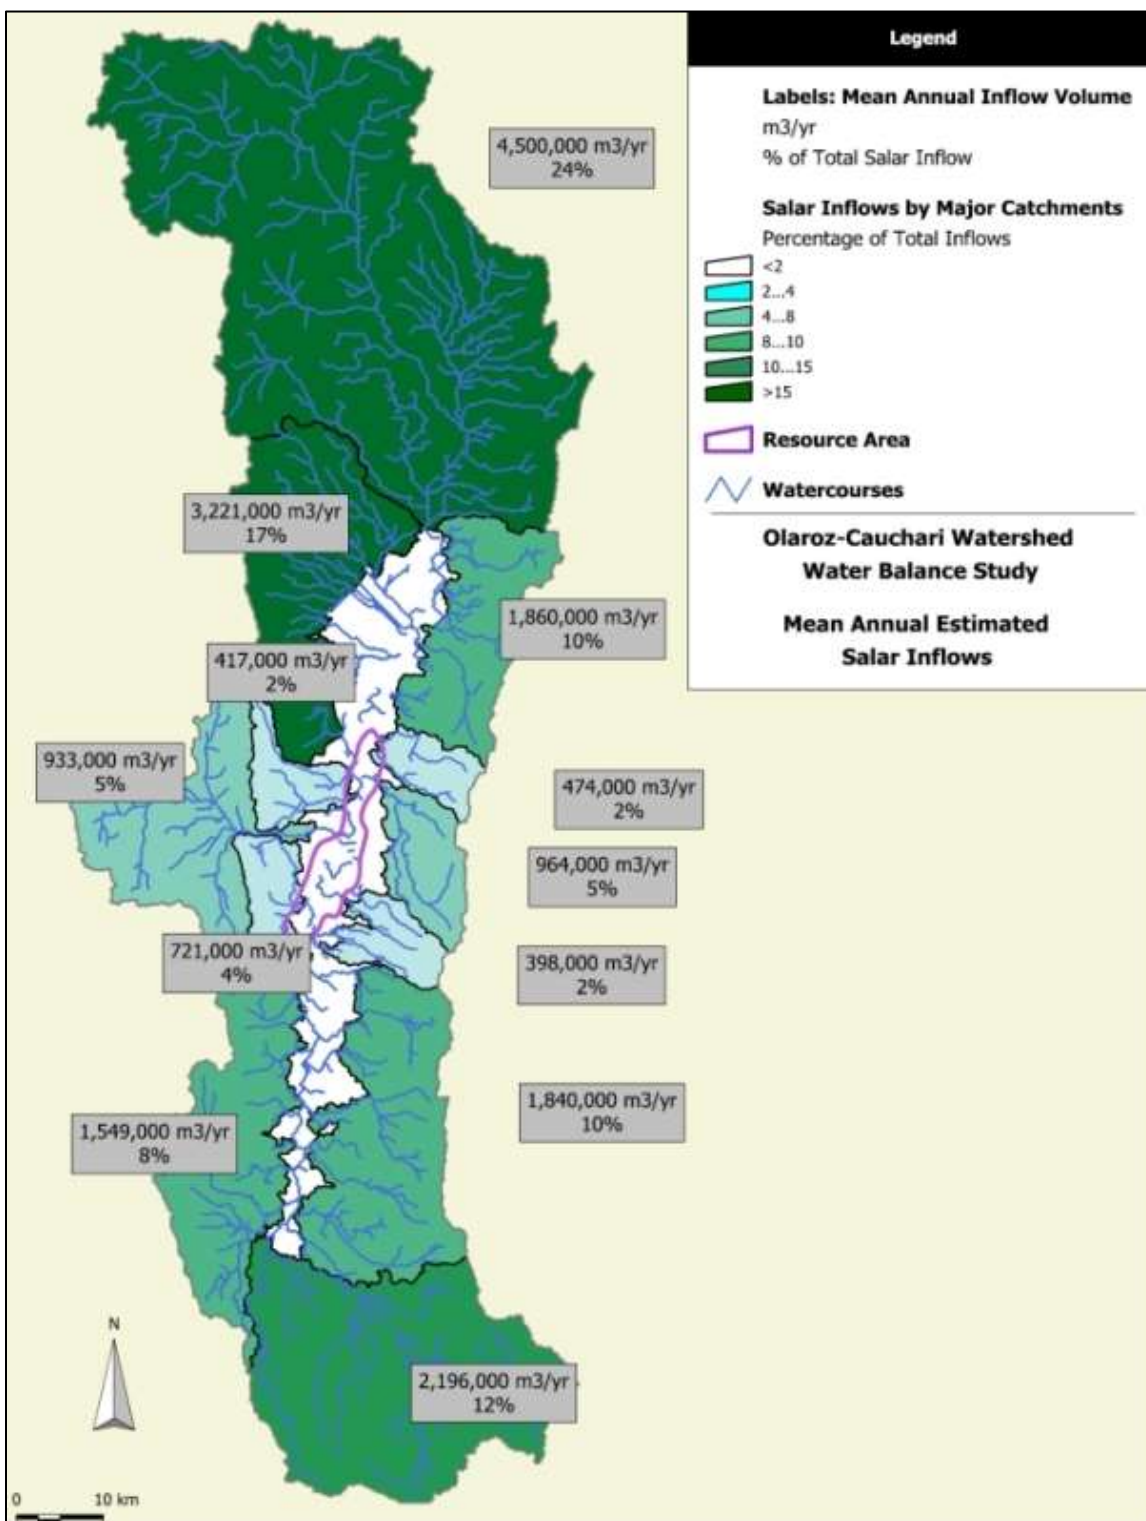 Legend
Labels: Mean Annual Inflow Volume
m3/yr
% of Total Salar Inflow
Salar Inflows by Major Catchments
Percentage of Total Inflows
<2
2...4
4...8
8...10
10...15
>15
Resource Area
Watercourses
Olaroz-Cauchari Watershed
Water Balance Study
Mean Annual Estimated
Salar Inflows
4,500,000 m3/yr
24%
3,221,000 m3/yr
17%
1,860,000 m3/yr
10%
417,000 m3/yr
2%
933,000 m3/yr
5%
474,000 m3/yr
2%
964,000 m3/yr
5%
721,000 m3/yr
4%
398,000 m3/yr
2%
1,840,000 m3/yr
10%
1,549,000 m3/yr
8%
2,196,000 m3/yr
12%
N
0 10 km